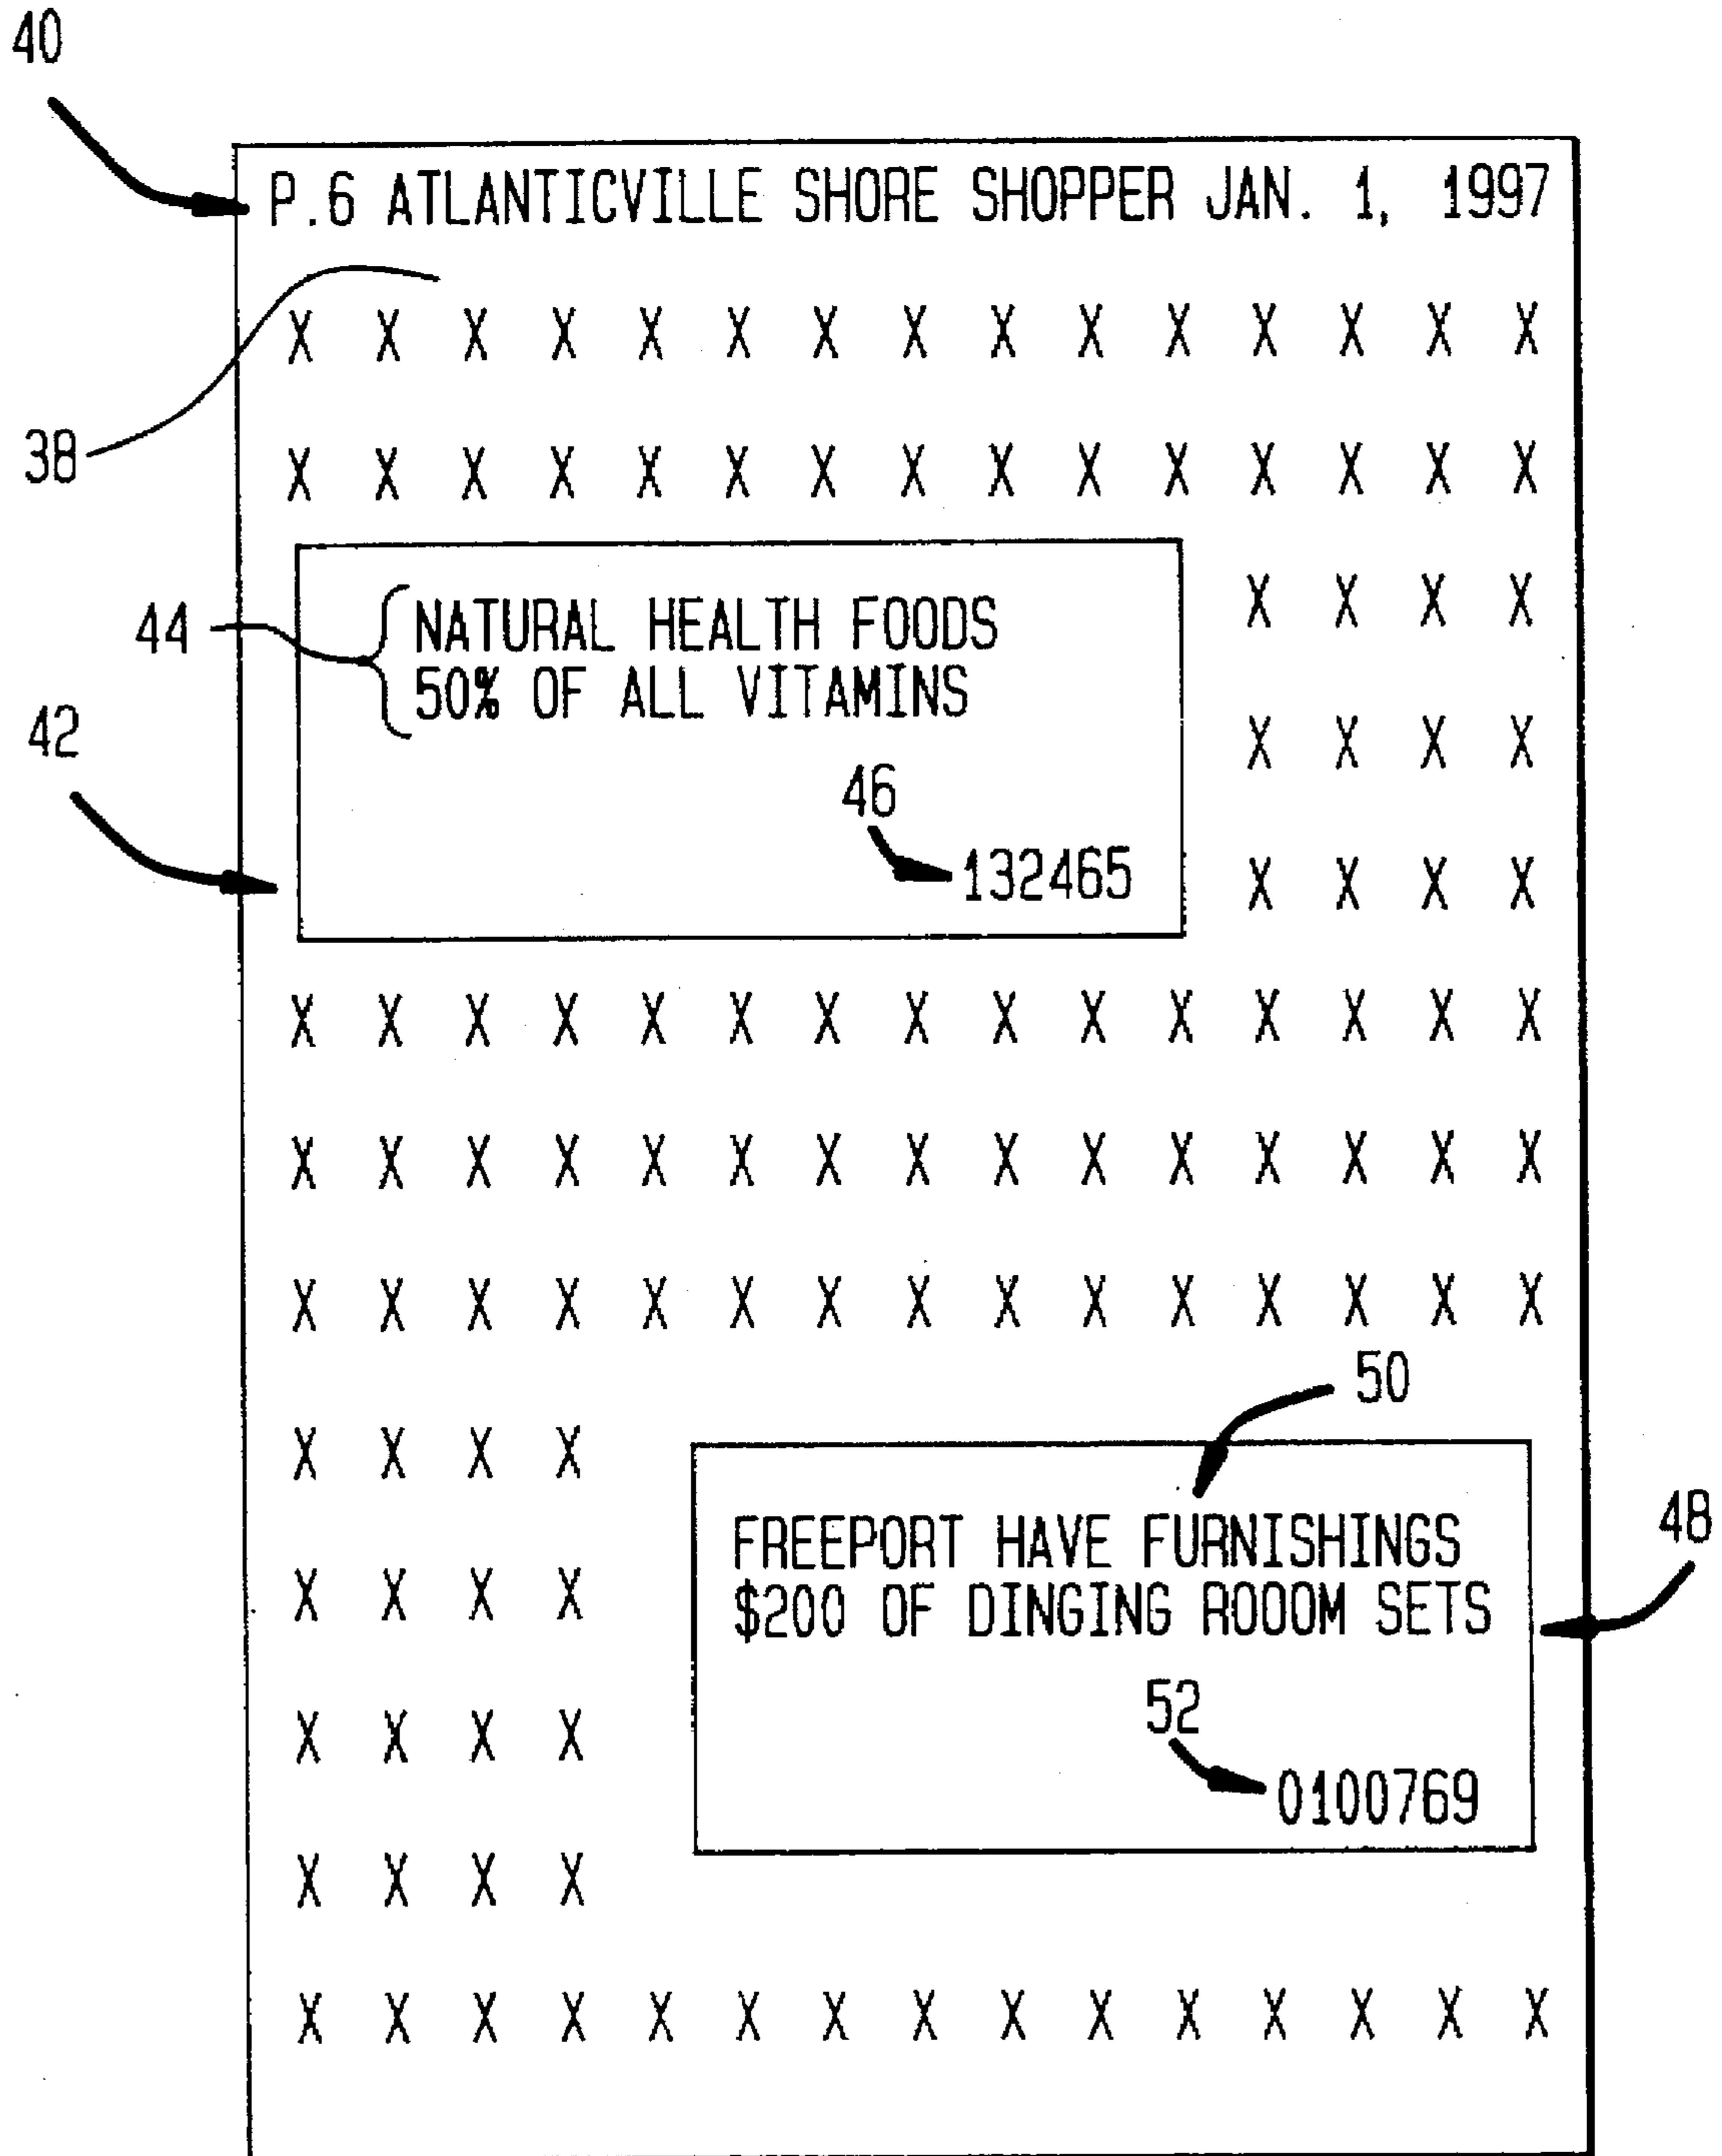 40
P.6 ATLANTICVILLE SHORE SHOPPER JAN. 1, 1997
38
X X X X X X X X X X X X X X X
X X X X X X X X X X X X X X X
44
NATURAL HEALTH FOODS
50% OF ALL VITAMINS
X X X X
42
46
132465
X X X X
X X X X
X X X X X X X X X X X X X X X
X X X X X X X X X X X X X X X
X X X X X X X X X X X X X X X
50
X X X X
48
FREEPORT HAVE FURNISHINGS
$200 OF DINGING ROOOM SETS
X X X X
52
0100769
X X X X
X X X X
X X X X X X X X X X X X X X X